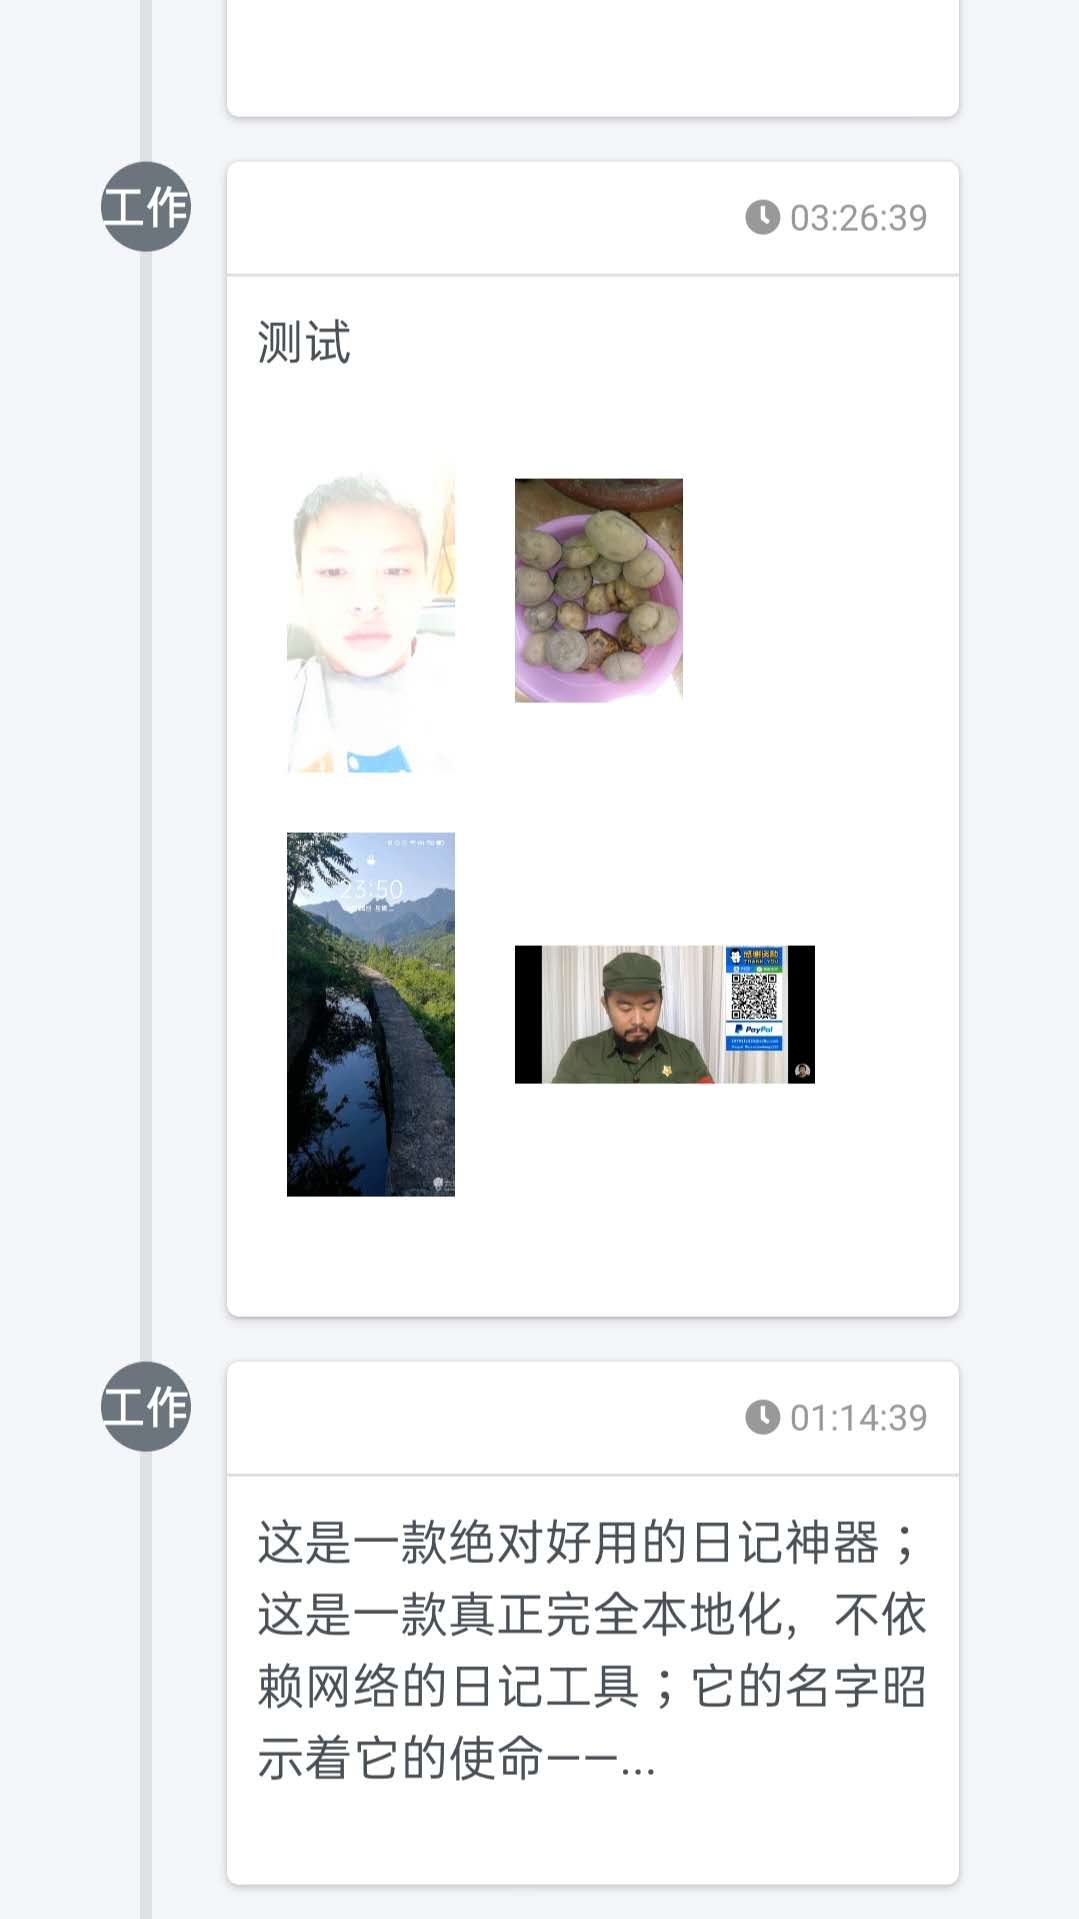 工作
03:26:39
测试
23:50
感谢资助
THANK YOU
PayPal
工作
01:14:39
这是一款绝对好用的日记神器；
这是一款真正完全本地化，不依
赖网络的日记工具；它的名字昭
示着它的使命——...